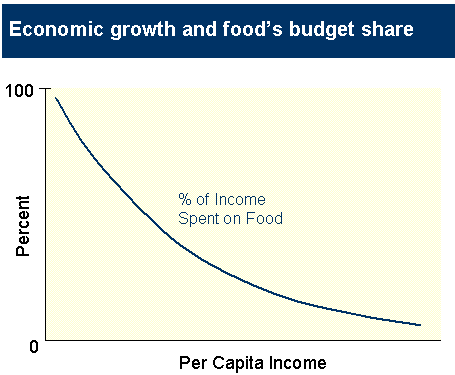 Economic growth and food's budget share
100
% of Income
Spent on Food
Percent
0
Per Capita Income